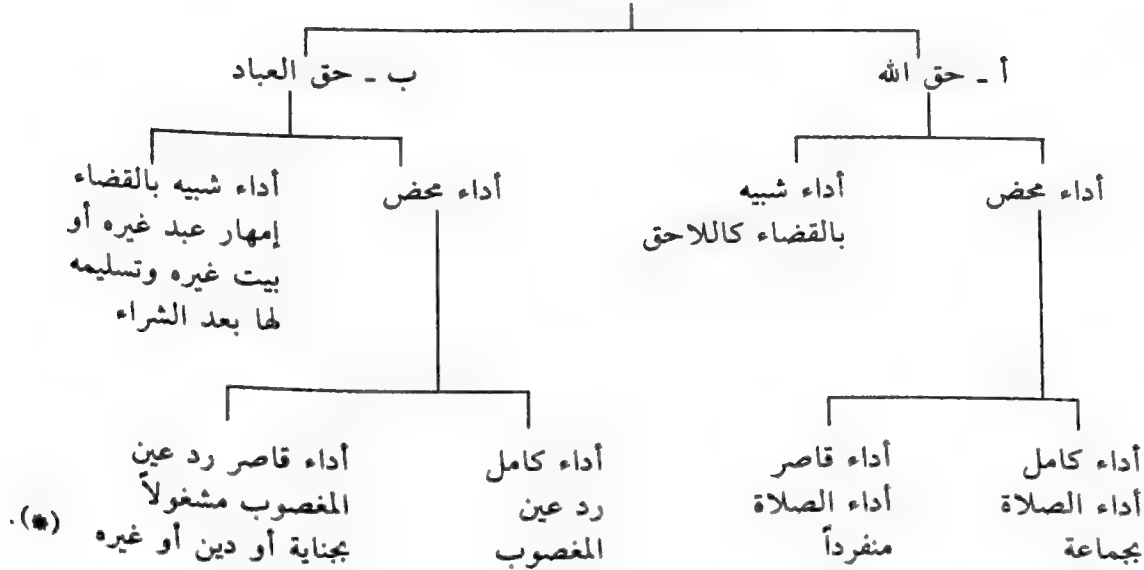 أ ـ حق الله
ب ـ حق العباد
أداء محض
أداء شبيه
بالقضاء كاللاحق
أداء محض
أداء شبيه بالقضاء
إمهار عبد غيره أو
بيت غيره وتسليمه
لها بعد الشراء
أداء كامل
أداء الصلاة
بجماعة
أداء قاصر
أداء الصلاة
منفرداً
أداء كامل
رد عين
المغصوب
أداء قاصر رد عين
المغصوب مشغولاً
بجناية أو دين أو غيره
(*).